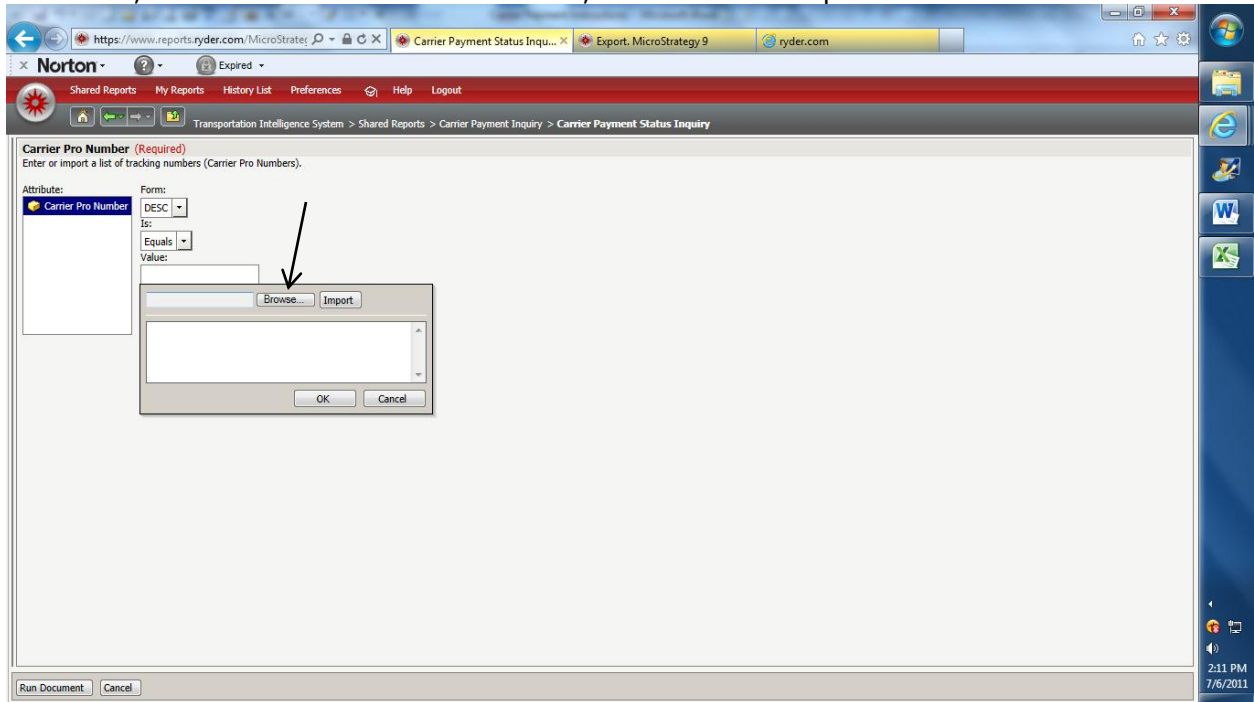 https://www.reports.ryder.com/MicroStrateg
Carrier Payment Status Inqu...
Export. MicroStrategy 9
ryder.com
Norton
Expired
Shared Reports My Reports History List Preferences Help Logout
Transportation Intelligence System > Shared Reports > Carrier Payment Inquiry > Carrier Payment Status Inquiry
Carrier Pro Number (Required)
Enter or import a list of tracking numbers (Carrier Pro Numbers).
Attribute:
Form:
Carrier Pro Number
DESC
Is:
Equals
Value:
Browse... Import
OK Cancel
Run Document Cancel
2:11 PM
7/6/2011